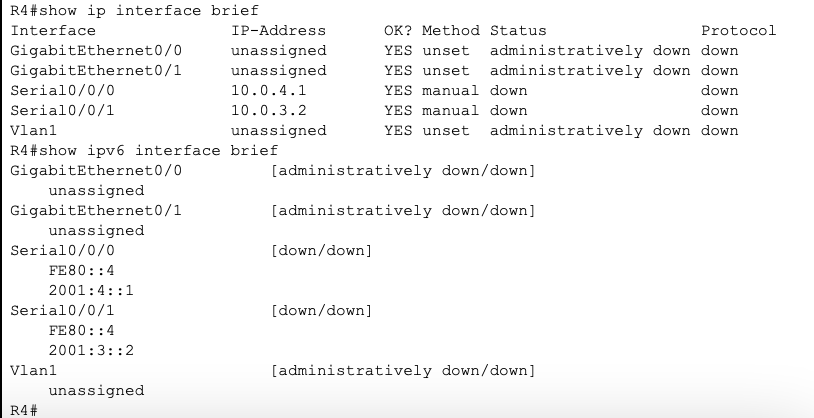 R4#show ip interface brief
Interface              IP-Address      OK? Method Status                Protocol
GigabitEthernet0/0     unassigned      YES unset  administratively down down
GigabitEthernet0/1     unassigned      YES unset  administratively down down
Serial0/0/0            10.0.4.1        YES manual down                  down
Serial0/0/1            10.0.3.2        YES manual down                  down
Vlan1                  unassigned      YES unset  administratively down down
R4#show ipv6 interface brief
GigabitEthernet0/0         [administratively down/down]
    unassigned
GigabitEthernet0/1         [administratively down/down]
    unassigned
Serial0/0/0                [down/down]
    FE80::4
    2001:4::1
Serial0/0/1                [down/down]
    FE80::4
    2001:3::2
Vlan1                      [administratively down/down]
    unassigned
R4#